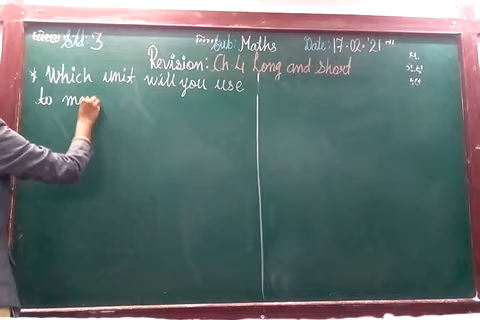 Std: 3 Sub: Maths Date: 17.02.'21
Revision: Ch 4 Long and Short
* Which unit will you use
to me